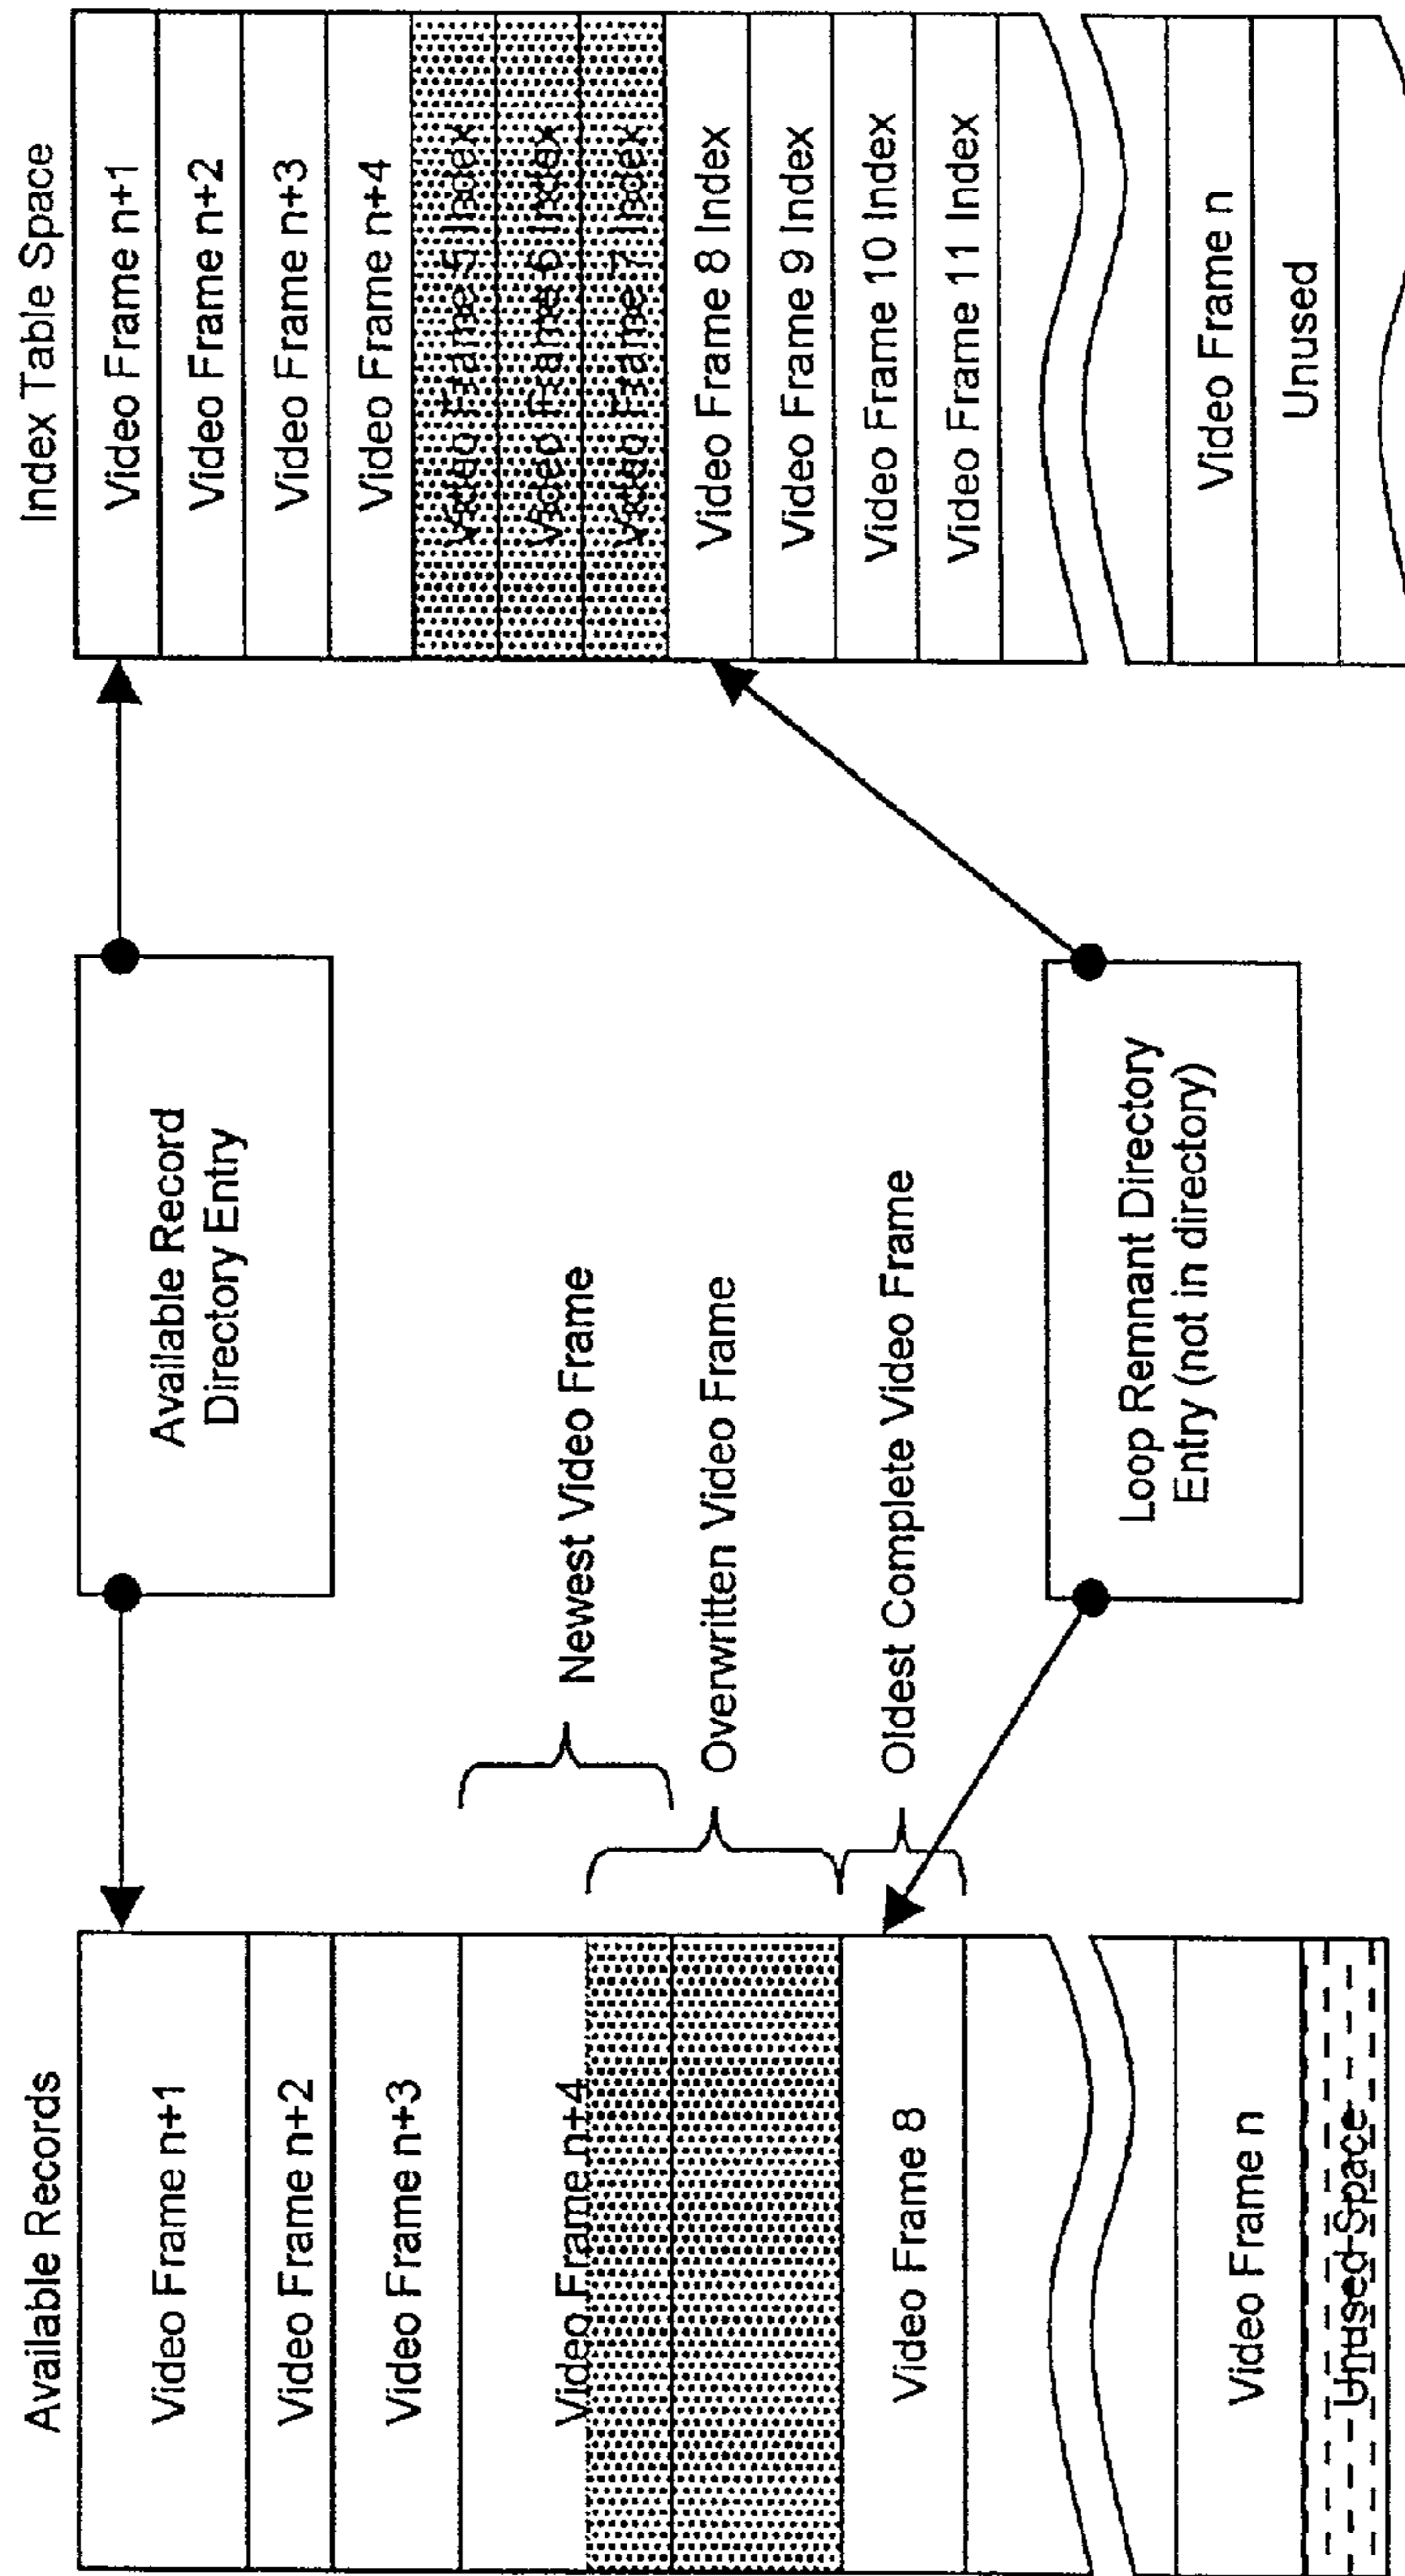 Available Records
Video Frame n+1
Video Frame n+2
Video Frame n+3
Video Frame n+4
Video Frame 8
Video Frame n
Unused Space
Available Record
Directory Entry
Newest Video Frame
Overwritten Video Frame
Oldest Complete Video Frame
Loop Remnant Directory
Entry (not in directory)
Index Table Space
Video Frame n+1
Video Frame n+2
Video Frame n+3
Video Frame n+4
Video Frame 5 Index
Video Frame 6 Index
Video Frame 7 Index
Video Frame 8 Index
Video Frame 9 Index
Video Frame 10 Index
Video Frame 11 Index
Video Frame n
Unused